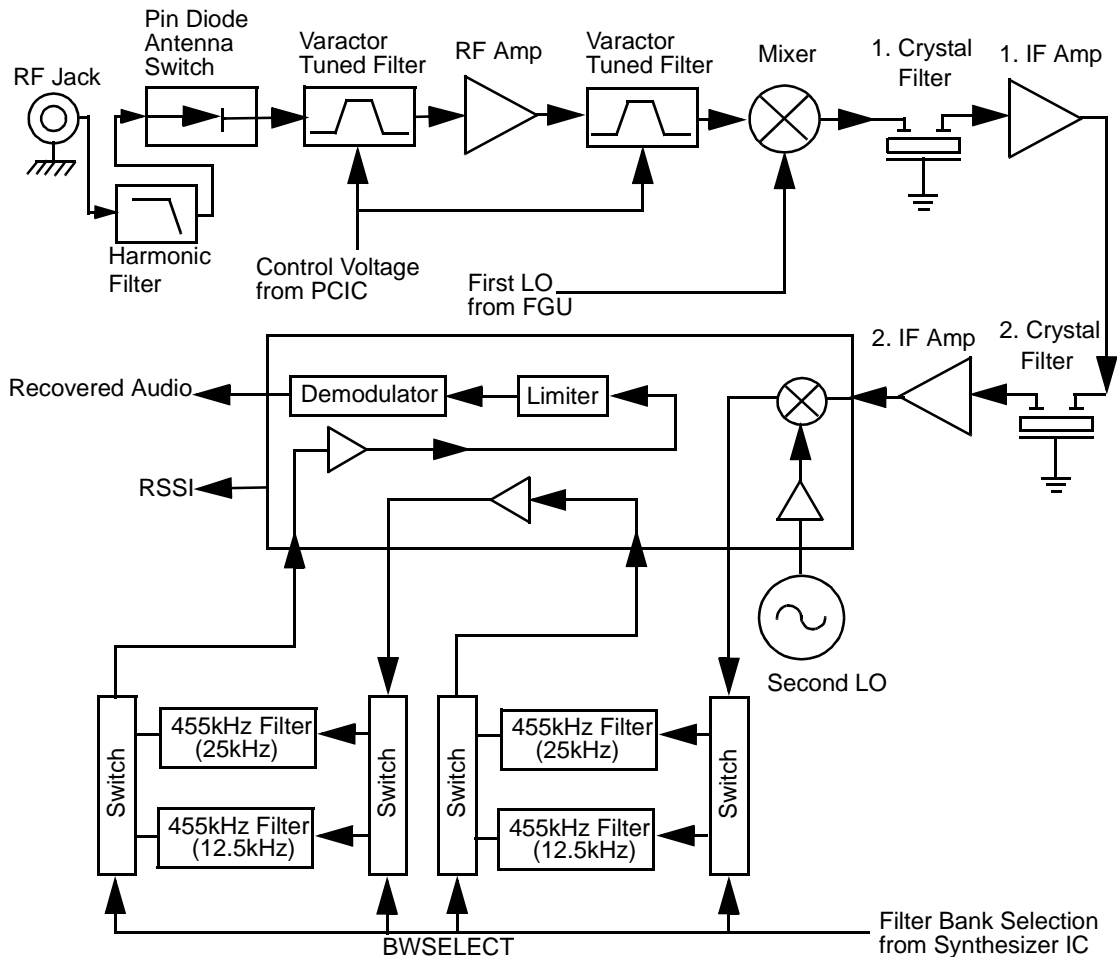 Pin Diode
Antenna
Switch
RF Jack
Varactor
Tuned Filter
RF Amp
Varactor
Tuned Filter
Mixer
1. Crystal
Filter
1. IF Amp
Harmonic
Filter
Control Voltage
from PCIC
First LO
from FGU
2. IF Amp
2. Crystal
Filter
Recovered Audio
Demodulator
Limiter
RSSI
Second LO
Switch
455kHz Filter
(25kHz)
455kHz Filter
(12.5kHz)
Switch
Switch
455kHz Filter
(25kHz)
455kHz Filter
(12.5kHz)
Switch
BWSELECT
Filter Bank Selection
from Synthesizer IC